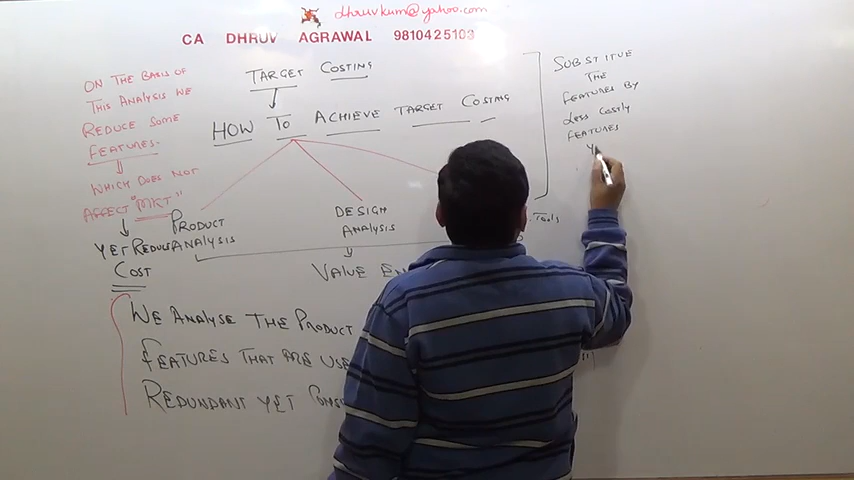 dhruvkum@yahoo.com
CA DHRUV AGRAWAL 9810425103
TARGET COSTING
HOW TO ACHIEVE TARGET COSTING
ON THE BASIS OF
THIS ANALYSIS WE
REDUCE SOME
FEATURES-
WHICH DOES NOT
AFFECT "MKT"
YET REDUCE
COST
PRODUCT
ANALYSIS
DESIGN
ANALYSIS
Tools
VALUE EN
WE ANALYSE THE PRODUCT
FEATURES THAT ARE USE
REDUNDANT YET CONS
SUBSTITUE
THE
FEATURES BY
LESS COSTLY
FEATURES